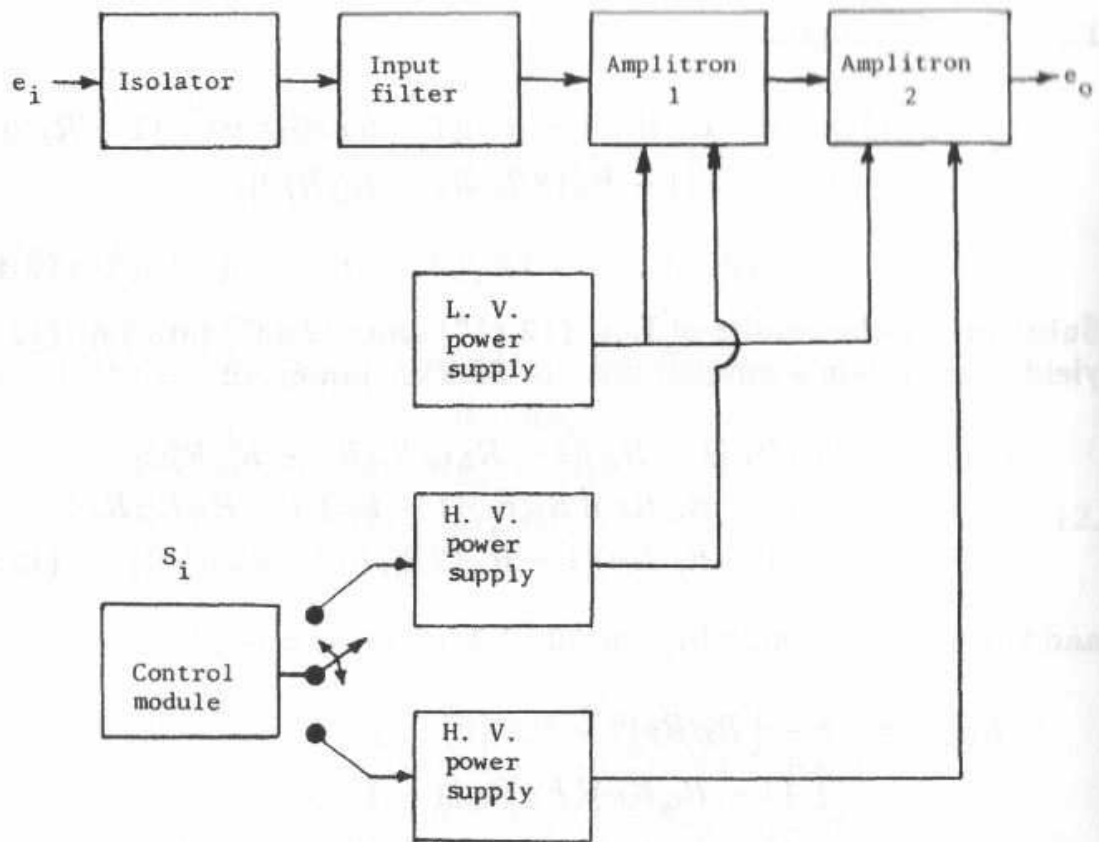 e_i
Isolator
Input
filter
Amplitron
1
Amplitron
2
e_o
L. V.
power
supply
H. V.
power
supply
S_i
Control
module
H. V.
power
supply